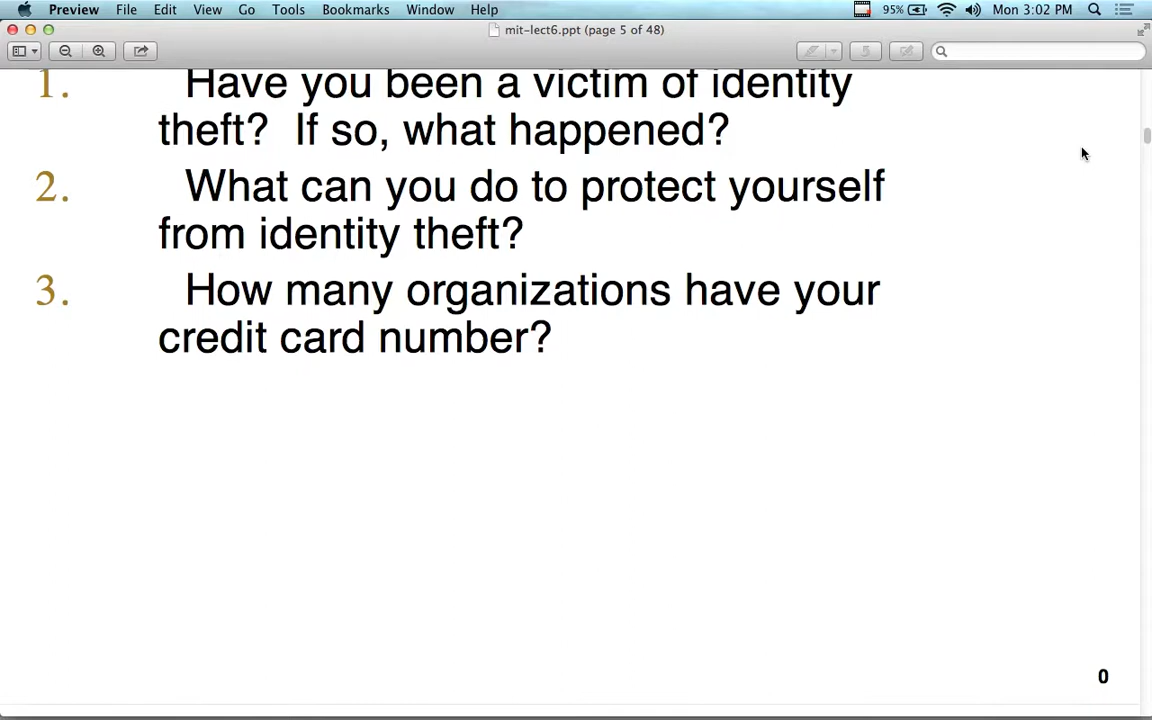 Preview File Edit View Go Tools Bookmarks Window Help 95% Mon 3:02 PM
mit-lect6.ppt (page 5 of 48)
1. Have you been a victim of identity
theft? If so, what happened?
2. What can you do to protect yourself
from identity theft?
3. How many organizations have your
credit card number?
0